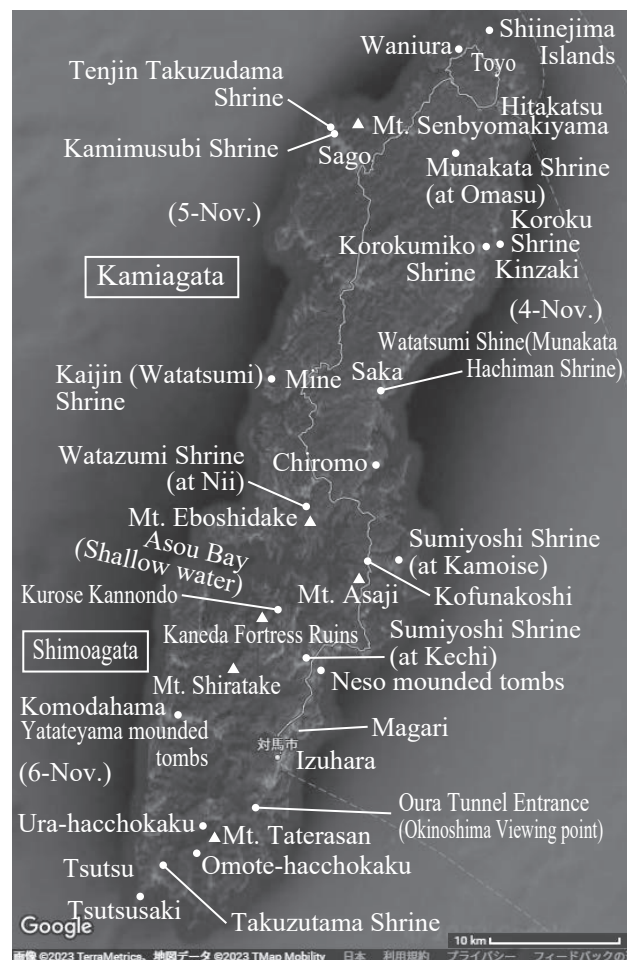 Shiinejima
Islands
Waniura
Toyo
Tenjin Takuzudama
Shrine
Hitakatsu
Mt. Senbyomakiyama
Kamimusubi Shrine
Sago
Munakata Shrine
(at Omasu)
(5-Nov.)
Koroku
Shrine
Korokumiko
Shrine
Kinzaki
Kamiagata
(4-Nov.)
Watatsumi Shine(Munakata
Hachiman Shrine)
Kaijin (Watatsumi)
Shrine
Mine
Saka
Watazumi Shrine
(at Nii)
Chiromo
Mt. Eboshidake
Asou Bay
(Shallow water)
Sumiyoshi Shrine
(at Kamoise)
Mt. Asaji
Kofunakoshi
Kurose Kannondo
Kaneda Fortress Ruins
Sumiyoshi Shrine
(at Kechi)
Shimoagata
Mt. Shiratake
Neso mounded tombs
Komodahama
Yatateyama mounded
tombs
Magari
対馬市
Izuhara
(6-Nov.)
Oura Tunnel Entrance
(Okinoshima Viewing point)
Ura-hacchokaku
Mt. Taterasan
Omote-hacchokaku
Tsutsu
Tsutsusaki
Takuzutama Shrine
Google
10 km
画像 ©2023 TerraMetrics、地図データ ©2023 TMap Mobility 日本 利用規約 プライバシー フィードバックの